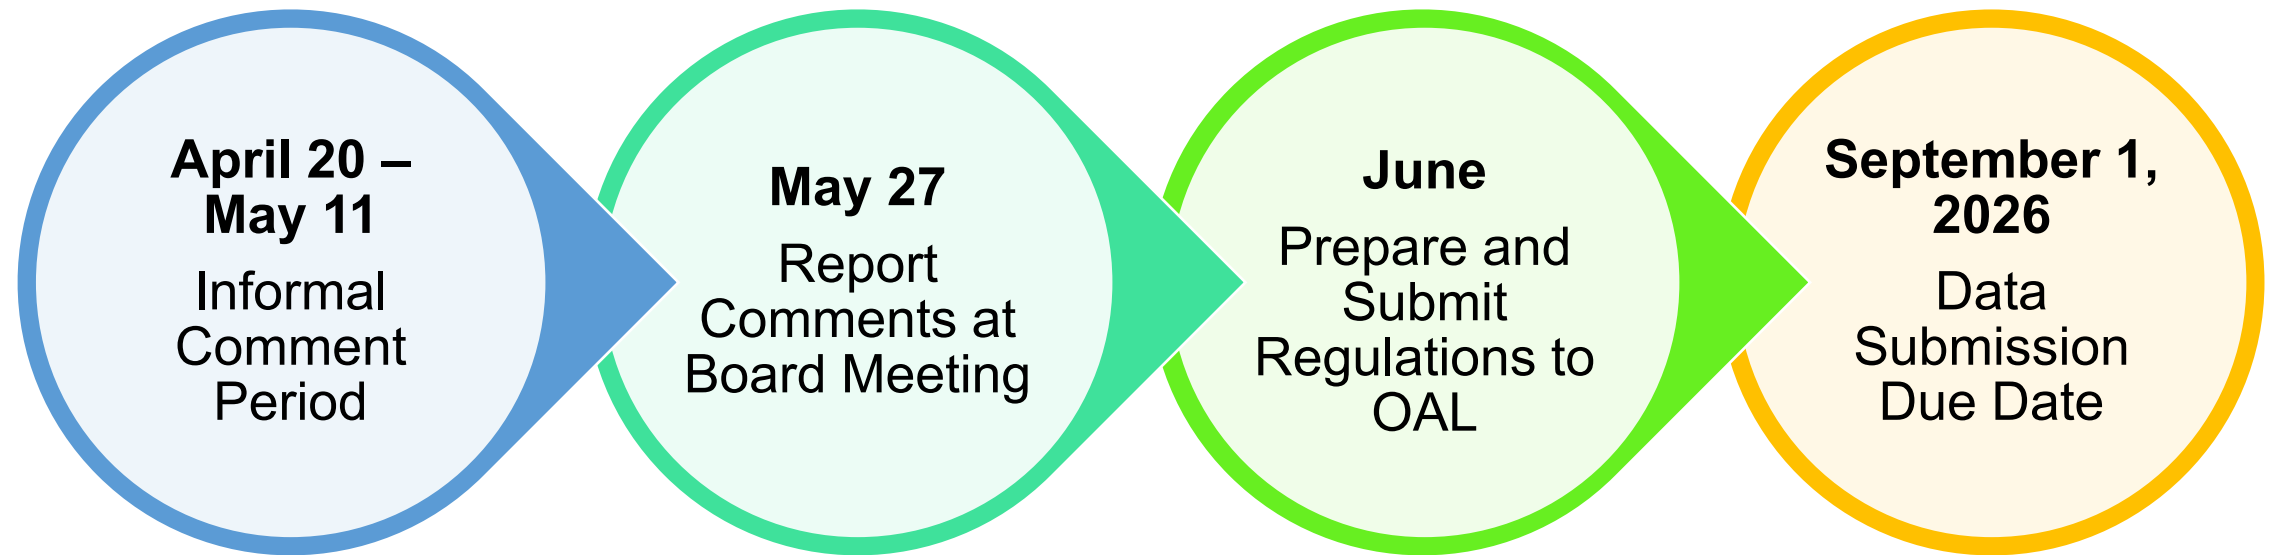 April 20 –
May 11
Informal
Comment
Period
May 27
Report
Comments at
Board Meeting
June
Prepare and
Submit
Regulations to
OAL
September 1,
2026
Data
Submission
Due Date